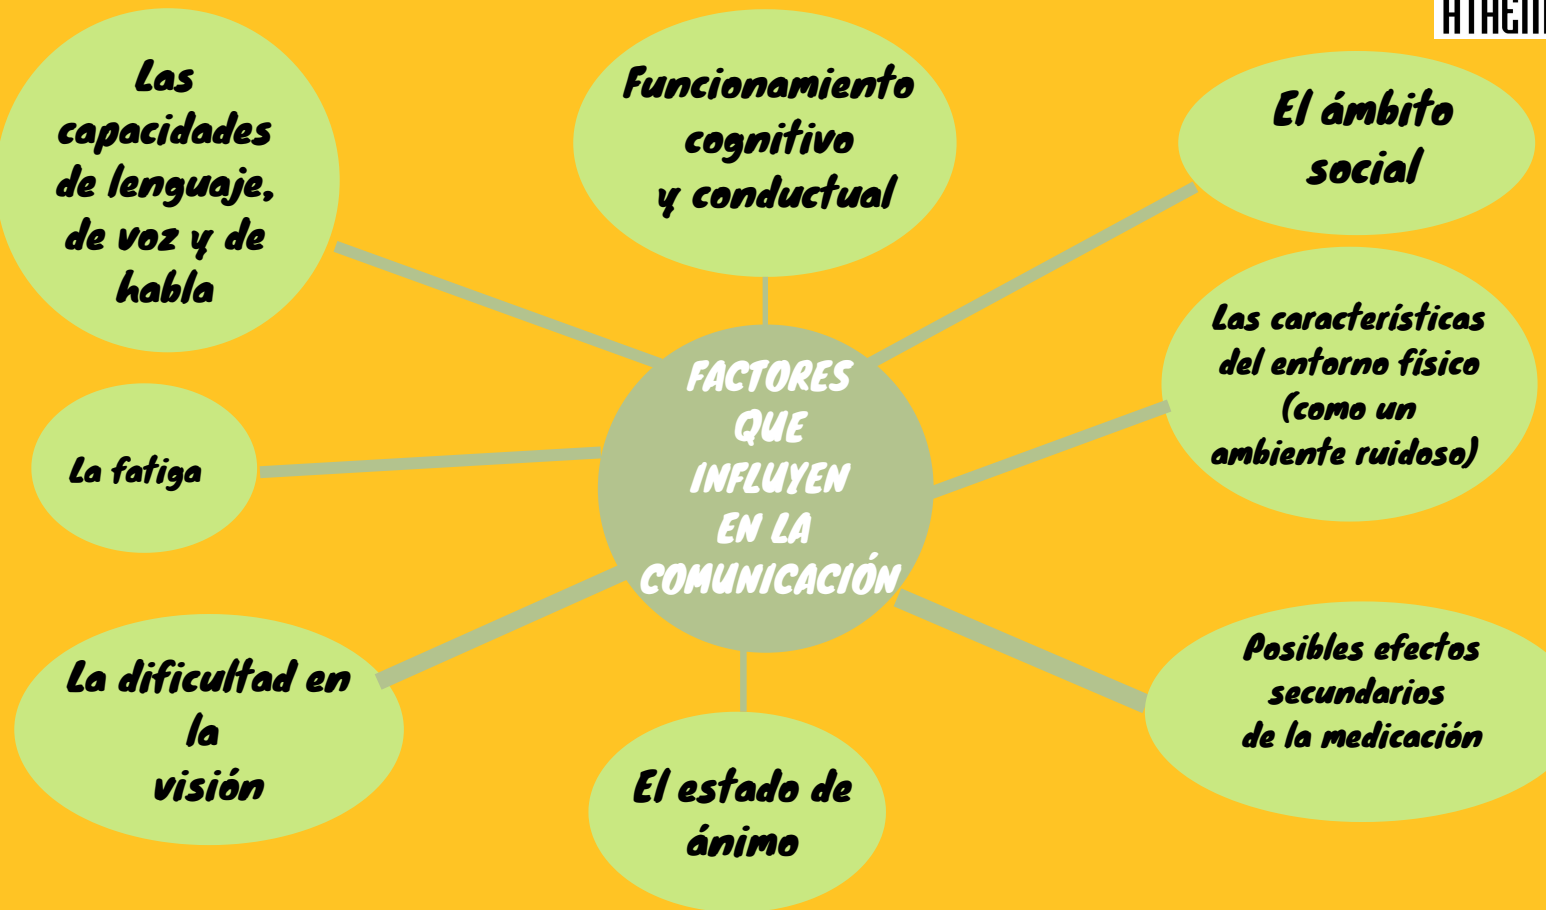 Las
capacidades
de lenguaje,
de voz y de
habla
Funcionamiento
cognitivo
y conductual
El ámbito
social
Las características
del entorno físico
(como un
ambiente ruidoso)
FACTORES
QUE
INFLUYEN
EN LA
COMUNICACIÓN
La fatiga
La dificultad en
la
visión
El estado de
ánimo
Posibles efectos
secundarios
de la medicación